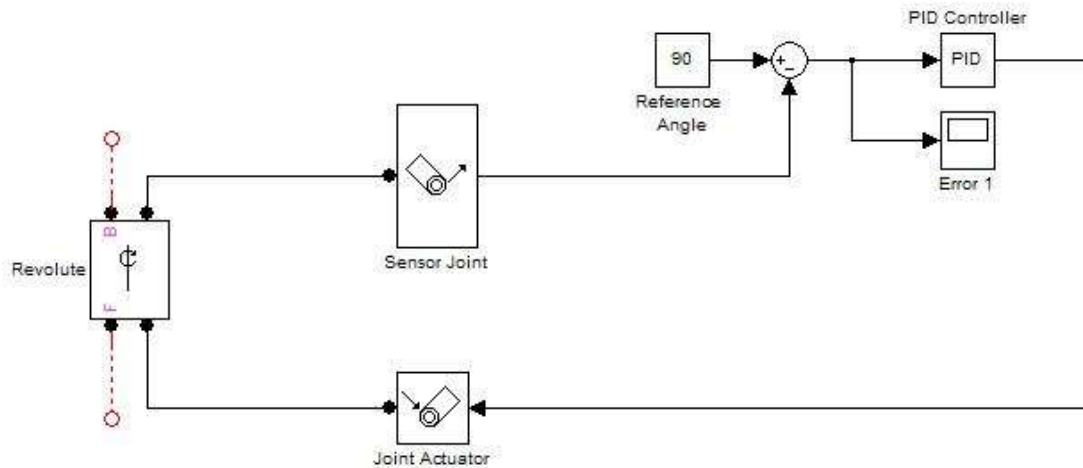 PID Controller
90
+
−
PID
Reference
Angle
Error 1
B
Sensor Joint
Revolute
F
Joint Actuator